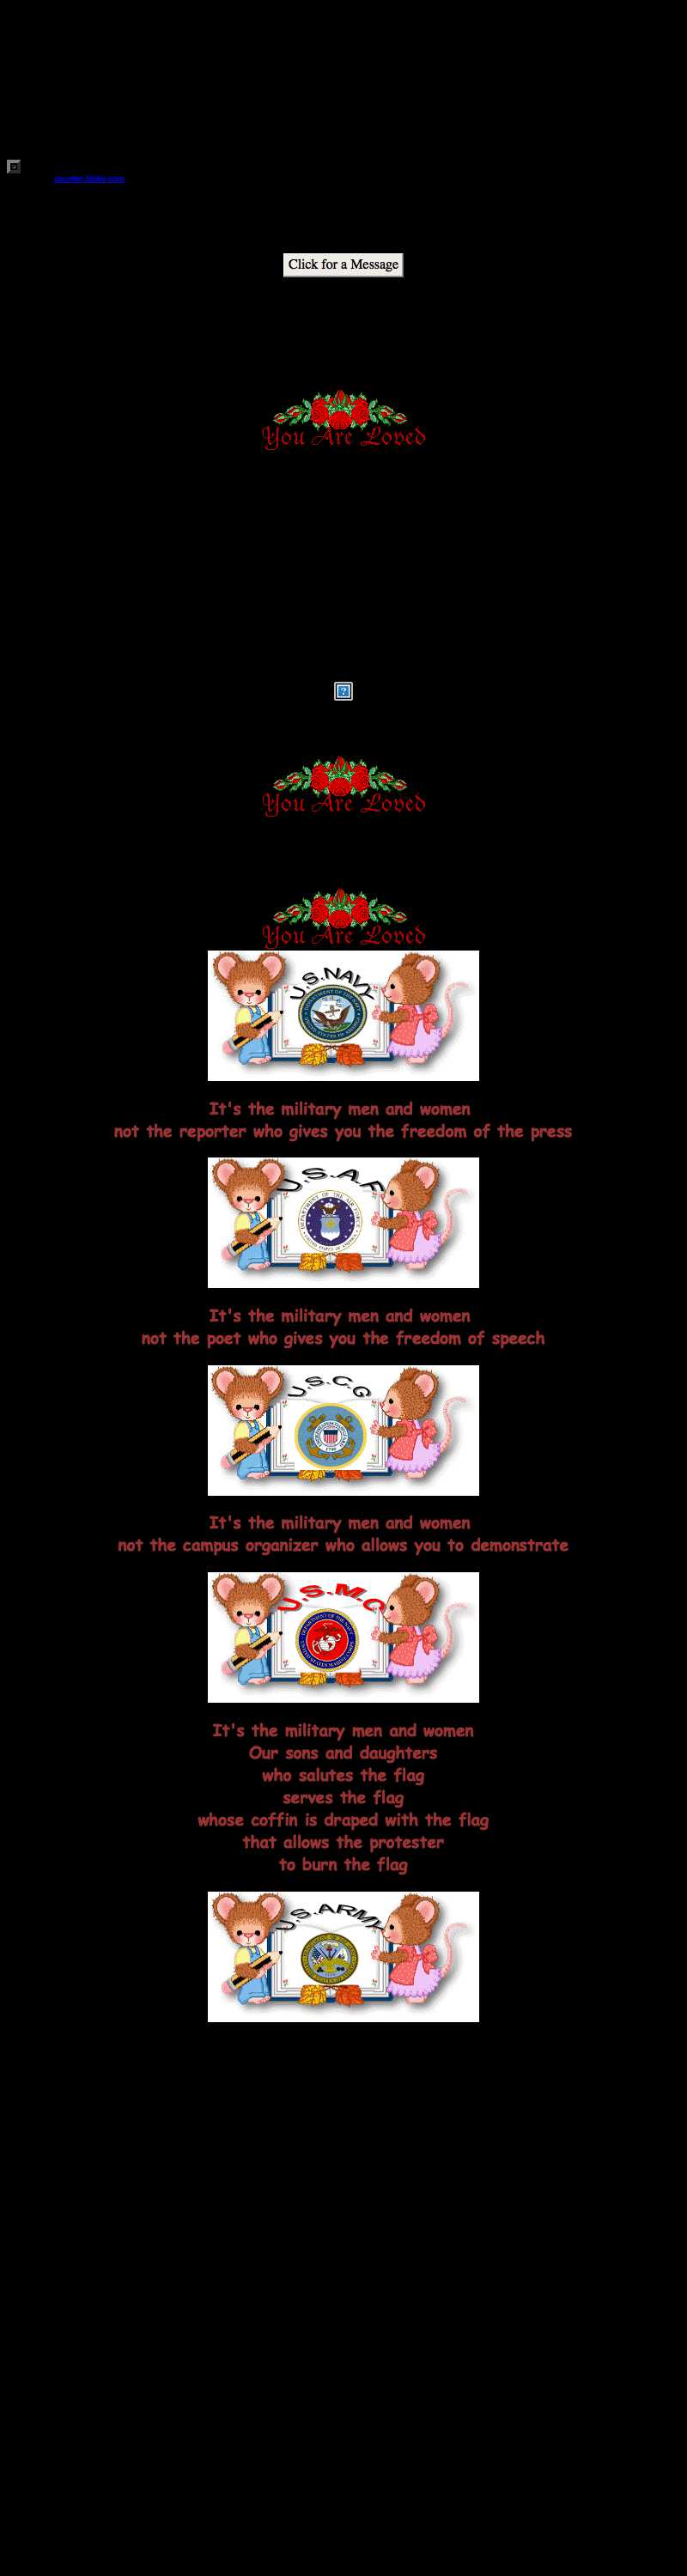 Click for a Message
You Are Loved
You Are Loved
You Are Loved
U.S.NAVY
It's the military men and women
not the reporter who gives you the freedom of the press
U.S.A.F
It's the military men and women
not the poet who gives you the freedom of speech
U.S.C.G
It's the military men and women
not the campus organizer who allows you to demonstrate
U.S.M.C
It's the military men and women
Our sons and daughters
who salutes the flag
serves the flag
whose coffin is draped with the flag
that allows the protester
to burn the flag
U.S.ARMY